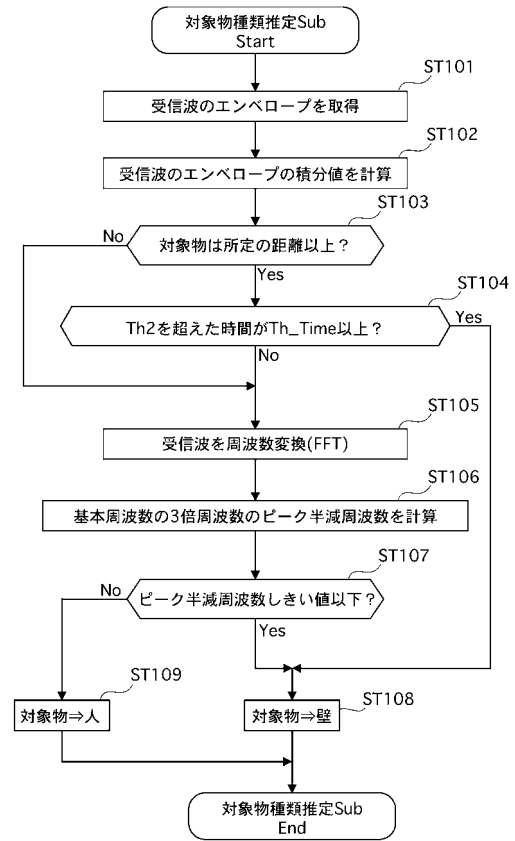 対象物種類推定Sub
Start
ST101
受信波のエンベロープを取得
ST102
受信波のエンベロープの積分値を計算
ST103
No
対象物は所定の距離以上？
Yes
ST104
Th2を超えた時間がTh_Time以上？
Yes
No
ST105
受信波を周波数変換(FFT)
ST106
基本周波数の3倍周波数のピーク半減周波数を計算
ST107
No
ピーク半減周波数しきい値以下？
Yes
ST109
対象物⇒人
ST108
対象物⇒壁
対象物種類推定Sub
End